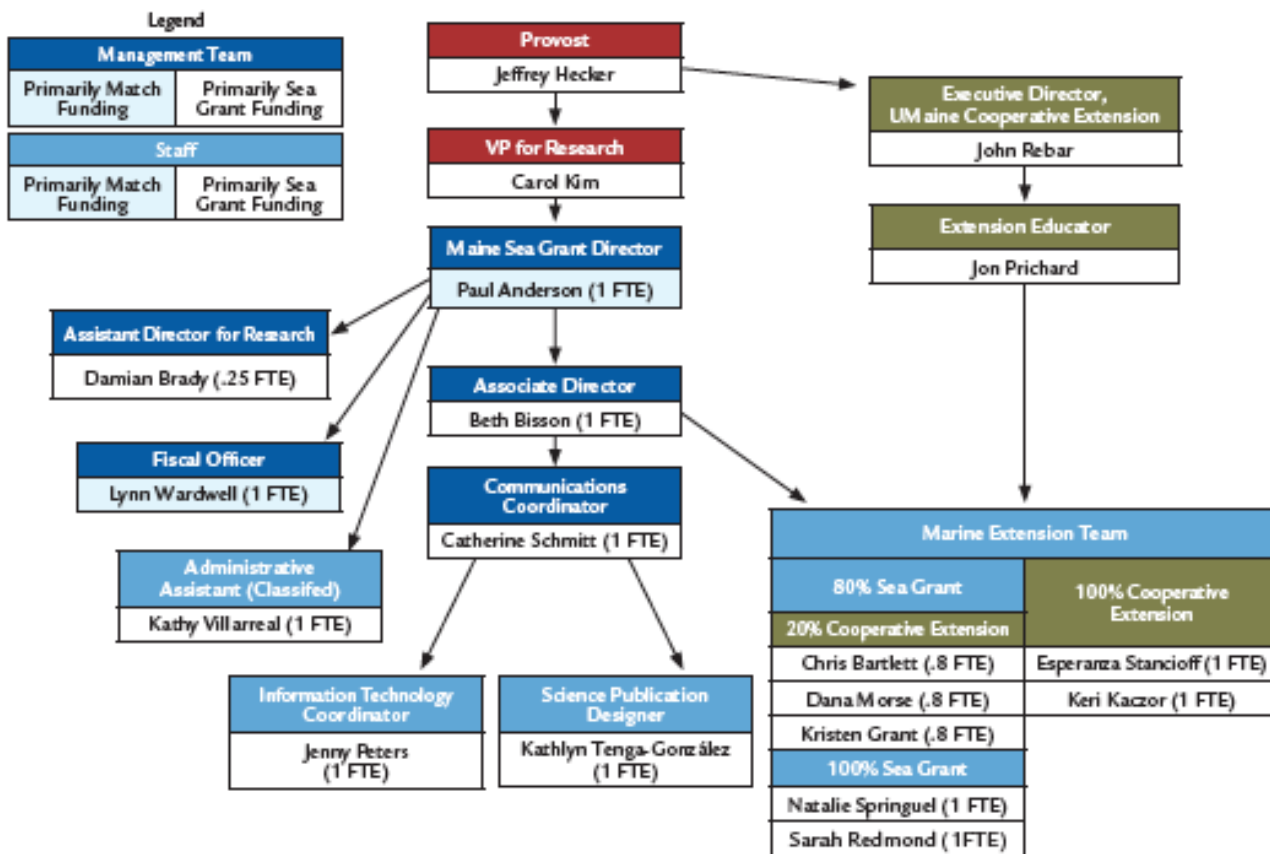 Legend
Management Team
Primarily Match
Funding
Primarily Sea
Grant Funding
Staff
Primarily Match
Funding
Primarily Sea
Grant Funding
Provost
Jeffrey Hecker
VP for Research
Carol Kim
Executive Director,
UMaine Cooperative Extension
John Rebar
Extension Educator
Jon Prichard
Maine Sea Grant Director
Paul Anderson (1 FTE)
Assistant Director for Research
Damian Brady (.25 FTE)
Associate Director
Beth Bisson (1 FTE)
Fiscal Officer
Lynn Wardwell (1 FTE)
Communications
Coordinator
Catherine Schmitt (1 FTE)
Administrative
Assistant (Classifed)
Kathy Villarreal (1 FTE)
Information Technology
Coordinator
Jenny Peters
(1 FTE)
Science Publication
Designer
Kathlyn Tenga-González
(1 FTE)
Marine Extension Team
80% Sea Grant
20% Cooperative Extension
Chris Bartlett (.8 FTE)
Dana Morse (.8 FTE)
Kristen Grant (.8 FTE)
100% Sea Grant
Natalie Springuel (1 FTE)
Sarah Redmond (1FTE)
100% Cooperative
Extension
Esperanza Stancioff (1 FTE)
Keri Kaczor (1 FTE)